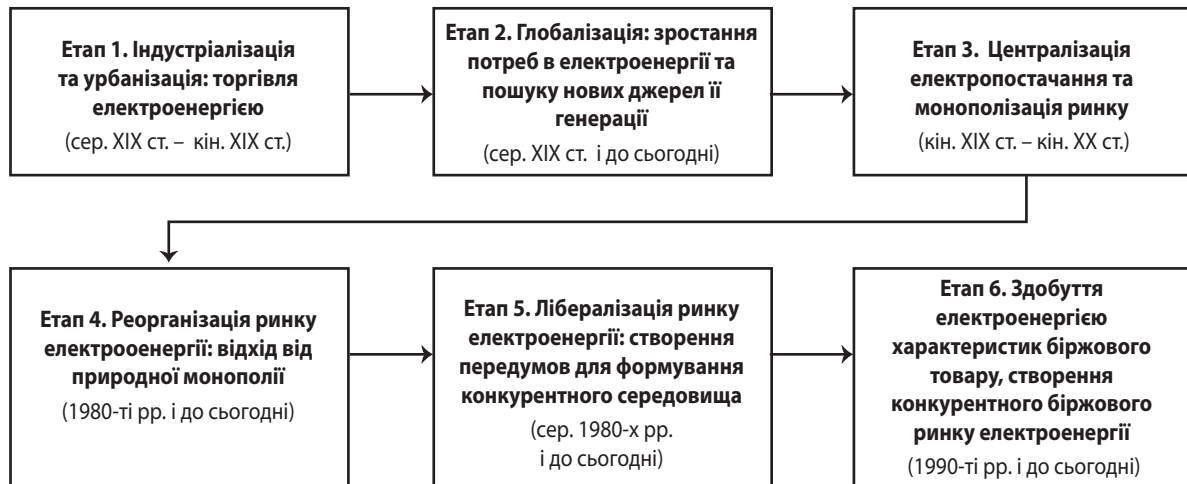 Етап 1. Індустріалізація
та урбанізація: торгівля
електроенергією
(сер. XIX ст. – кін. XIX ст.)
Етап 2. Глобалізація: зростання
потреб в електроенергії та
пошуку нових джерел її
генерації
(сер. XIX ст. і до сьогодні)
Етап 3. Централізація
електропостачання та
монополізація ринку
(кін. XIX ст. – кін. XX ст.)
Етап 4. Реорганізація ринку
електрооенергії: відхід від
природної монополії
(1980-ті рр. і до сьогодні)
Етап 5. Лібералізація ринку
електроенергії: створення
передумов для формування
конкурентного середовища
(сер. 1980-х рр.
і до сьогодні)
Етап 6. Здобуття
електроенергією
характеристик біржового
товару, створення
конкурентного біржового
ринку електроенергії
(1990-ті рр. і до сьогодні)